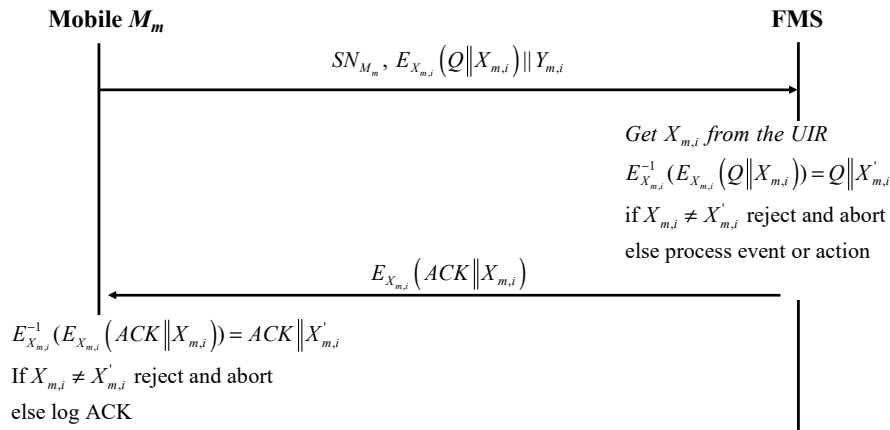 Mobile M_m FMS
SN_{M_m}, E_{X_{m,i}}(Q‖X_{m,i}) || Y_{m,i}
Get X_{m,i} from the UIR
E^{-1}_{X_{m,i}}(E_{X_{m,i}}(Q‖X_{m,i})) = Q‖X'_{m,i}
if X_{m,i} ≠ X'_{m,i} reject and abort
else process event or action
E_{X_{m,i}}(ACK‖X_{m,i})
E^{-1}_{X_{m,i}}(E_{X_{m,i}}(ACK‖X_{m,i})) = ACK‖X'_{m,i}
If X_{m,i} ≠ X'_{m,i} reject and abort
else log ACK